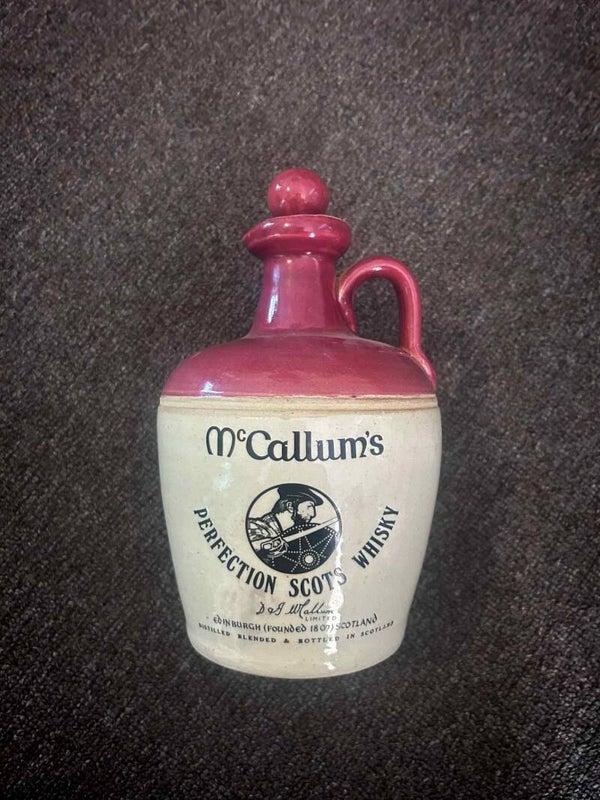 McCallum's
PERFECTION SCOTS WHISKY
D & J McCallum
LIMITED
EDINBURGH (FOUNDED 1807) SCOTLAND
DISTILLED BLENDED & BOTTLED IN SCOTLAND